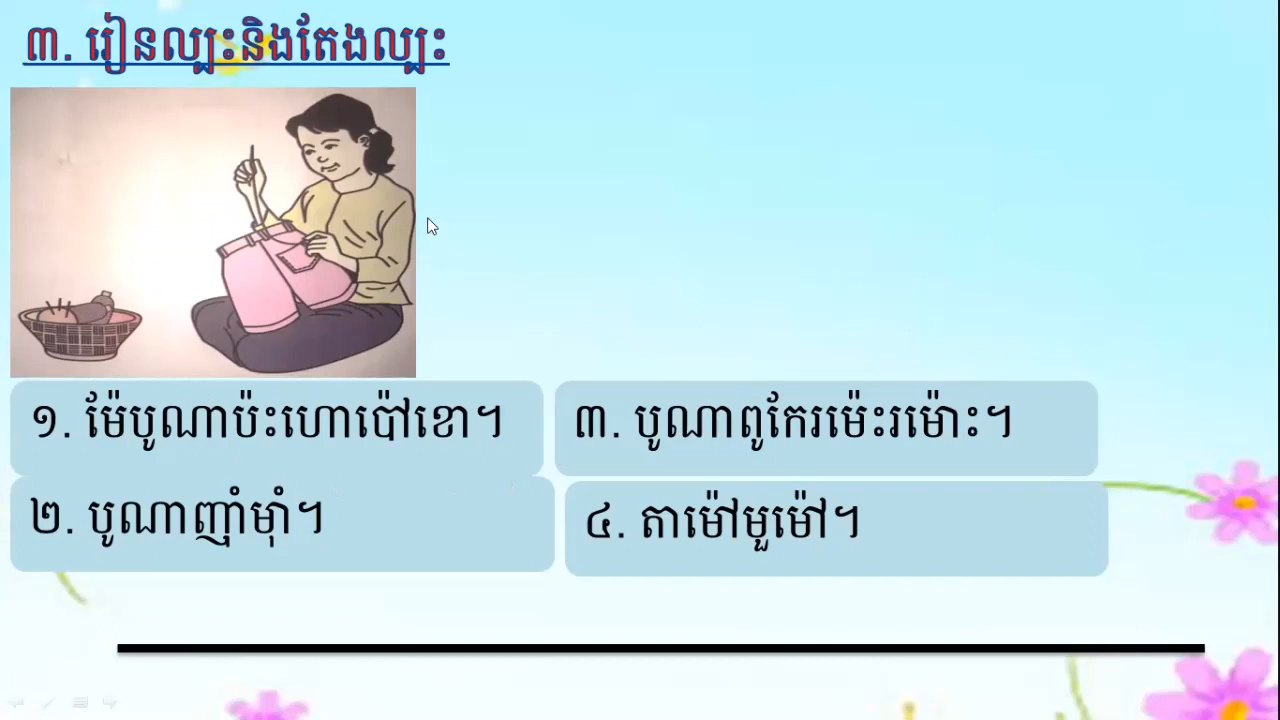 ៣. រៀនល្បះនិងតែងល្បះ
១. ម៉ែបូណាប៉ះហោប៉ៅខោ។
២. បូណាញ៉ាំម៉ាំ។
៣. បូណាពូកែរម៉េះរម៉ោះ។
៤. តាម៉ៅមួម៉ៅ។